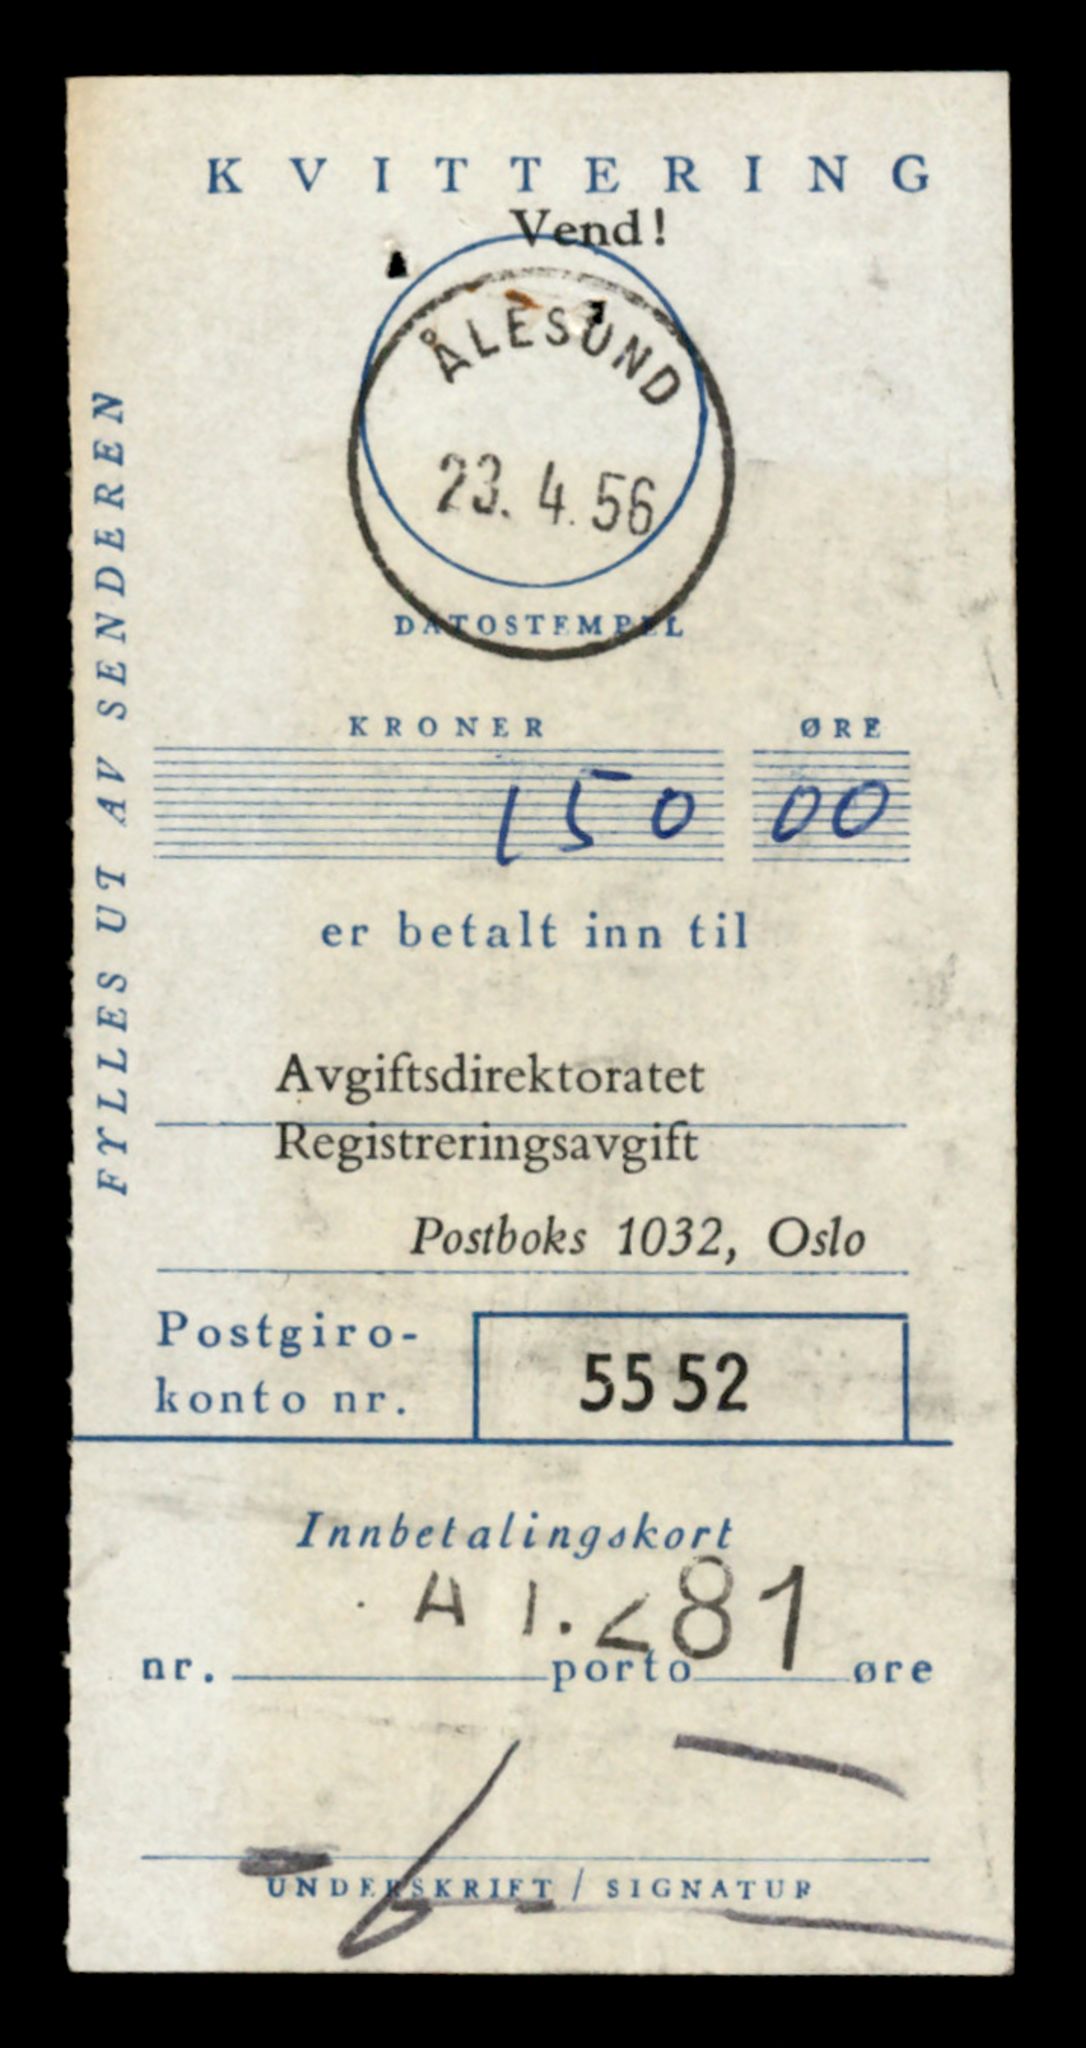 KVITTERING
Vend!
ÅLESUND
23. 4. 56
DATOSTEMPEL
FYLLES UT AV SENDEREN
KRONER ØRE
150 00
er betalt inn til
Avgiftsdirektoratet
Registreringsavgift
Postboks 1032, Oslo
Postgiro-
konto nr. 5552
Innbetalingskort
A 1.281
nr. porto øre
UNDERSKRIFT / SIGNATUR